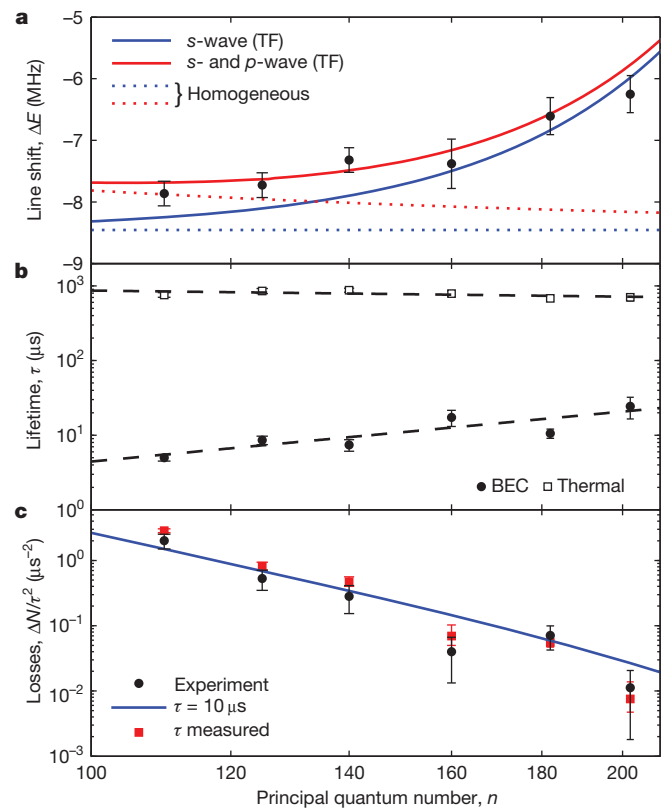 a
−5
−6
−7
−8
−9
Line shift, ΔE (MHz)
s-wave (TF)
s- and p-wave (TF)
} Homogeneous
b
10³
10²
10¹
10⁰
Lifetime, τ (μs)
BEC
Thermal
c
10⁰
10⁻¹
10⁻²
10⁻³
Losses, ΔN/τ² (μs⁻²)
Experiment
τ = 10 μs
τ measured
100 120 140 160 180 200
Principal quantum number, n